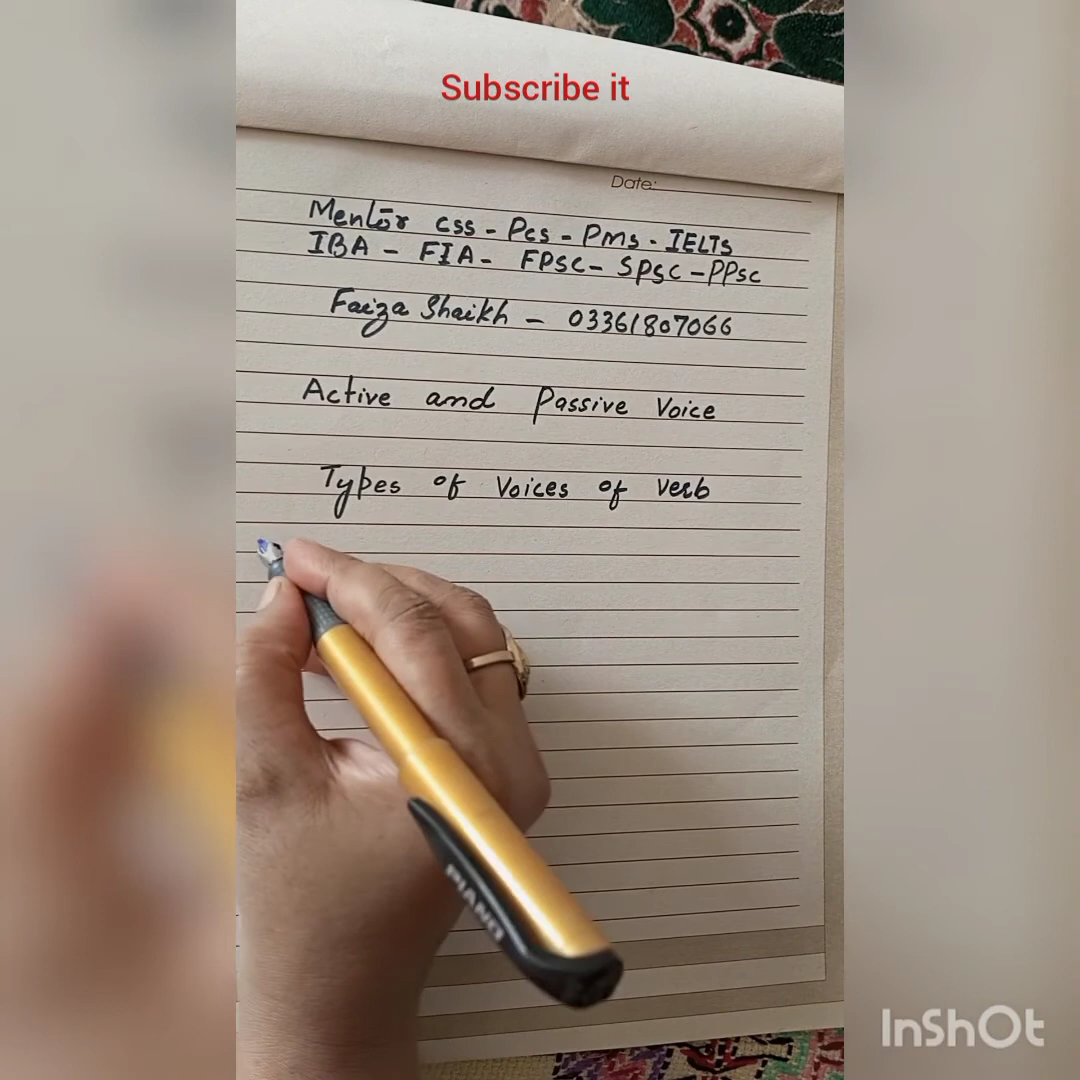 Subscribe it
Date:
Mentor css - Pcs - Pms - IELTS
IBA - FIA - FPSC - SPSC - PPSC
Faiza Shaikh - 03361807066
Active and Passive Voice
Types of Voices of verb
PIANO
InShOt